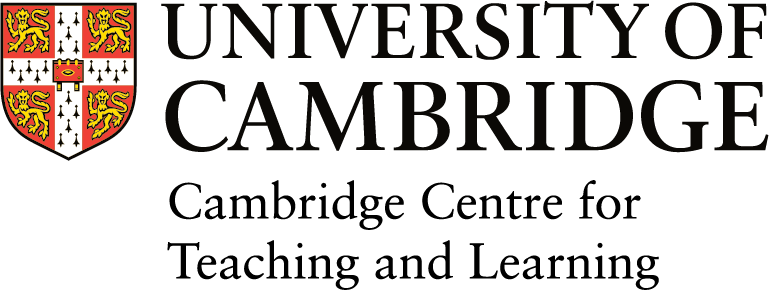 UNIVERSITY OF
CAMBRIDGE
Cambridge Centre for
Teaching and Learning